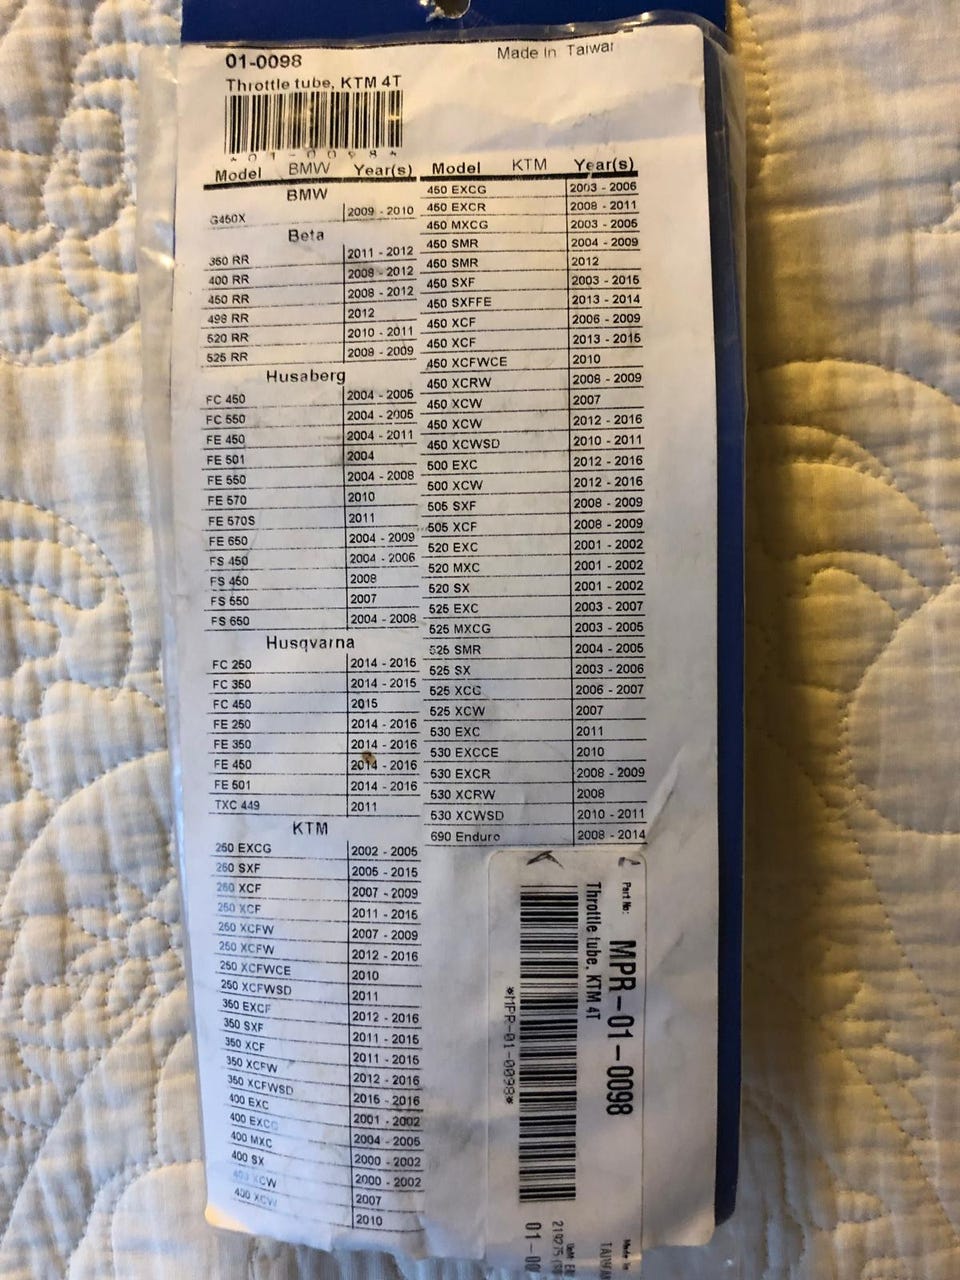 01-0098
Made In Taiwan
Throttle tube, KTM 4T
*01-0098*
Model BMW Year(s)
BMW
G450X 2009 - 2010
Beta
350 RR 2011 - 2012
400 RR 2008 - 2012
450 RR 2008 - 2012
498 RR 2012
520 RR 2010 - 2011
525 RR 2008 - 2009
Husaberg
FC 450 2004 - 2005
FC 550 2004 - 2005
FE 450 2004 - 2011
FE 501 2004
FE 550 2004 - 2008
FE 570 2010
FE 570S 2011
FE 650 2004 - 2009
FS 450 2004 - 2006
FS 450 2008
FS 550 2007
FS 650 2004 - 2008
Husqvarna
FC 250 2014 - 2015
FC 350 2014 - 2015
FC 450 2015
FE 250 2014 - 2016
FE 350 2014 - 2016
FE 450 2014 - 2016
FE 501 2014 - 2016
TXC 449 2011
KTM
250 EXCG 2002 - 2005
250 SXF 2005 - 2015
250 XCF 2007 - 2009
250 XCF 2011 - 2015
250 XCFW 2007 - 2009
250 XCFW 2012 - 2016
250 XCFWCE 2010
250 XCFWSD 2011
350 EXCF 2012 - 2016
350 SXF 2011 - 2015
350 XCF 2011 - 2015
350 XCFW 2012 - 2016
350 XCFWSD 2015 - 2016
400 EXC 2001 - 2002
400 EXCG 2004 - 2005
400 MXC 2000 - 2002
400 SX 2000 - 2002
400 XCW 2007
400 XCW 2010
Model KTM Year(s)
450 EXCG 2003 - 2006
450 EXCR 2008 - 2011
450 MXCG 2003 - 2005
450 SMR 2004 - 2009
450 SMR 2012
450 SXF 2003 - 2015
450 SXFFE 2013 - 2014
450 XCF 2006 - 2009
450 XCF 2013 - 2015
450 XCFWCE 2010
450 XCRW 2008 - 2009
450 XCW 2007
450 XCW 2012 - 2016
450 XCWSD 2010 - 2011
500 EXC 2012 - 2016
500 XCW 2012 - 2016
505 SXF 2008 - 2009
505 XCF 2008 - 2009
520 EXC 2001 - 2002
520 MXC 2001 - 2002
520 SX 2001 - 2002
525 EXC 2003 - 2007
525 MXCG 2003 - 2005
525 SMR 2004 - 2005
525 SX 2003 - 2006
525 XCG 2006 - 2007
525 XCW 2007
530 EXC 2011
530 EXCCE 2010
530 EXCR 2008 - 2009
530 XCRW 2008
530 XCWSD 2010 - 2011
690 Enduro 2008 - 2014
Part No: MPR-01-0098
Throttle tube, KTM 4T
*MPR-01-0098*
Made In
TAIWAN
01-00